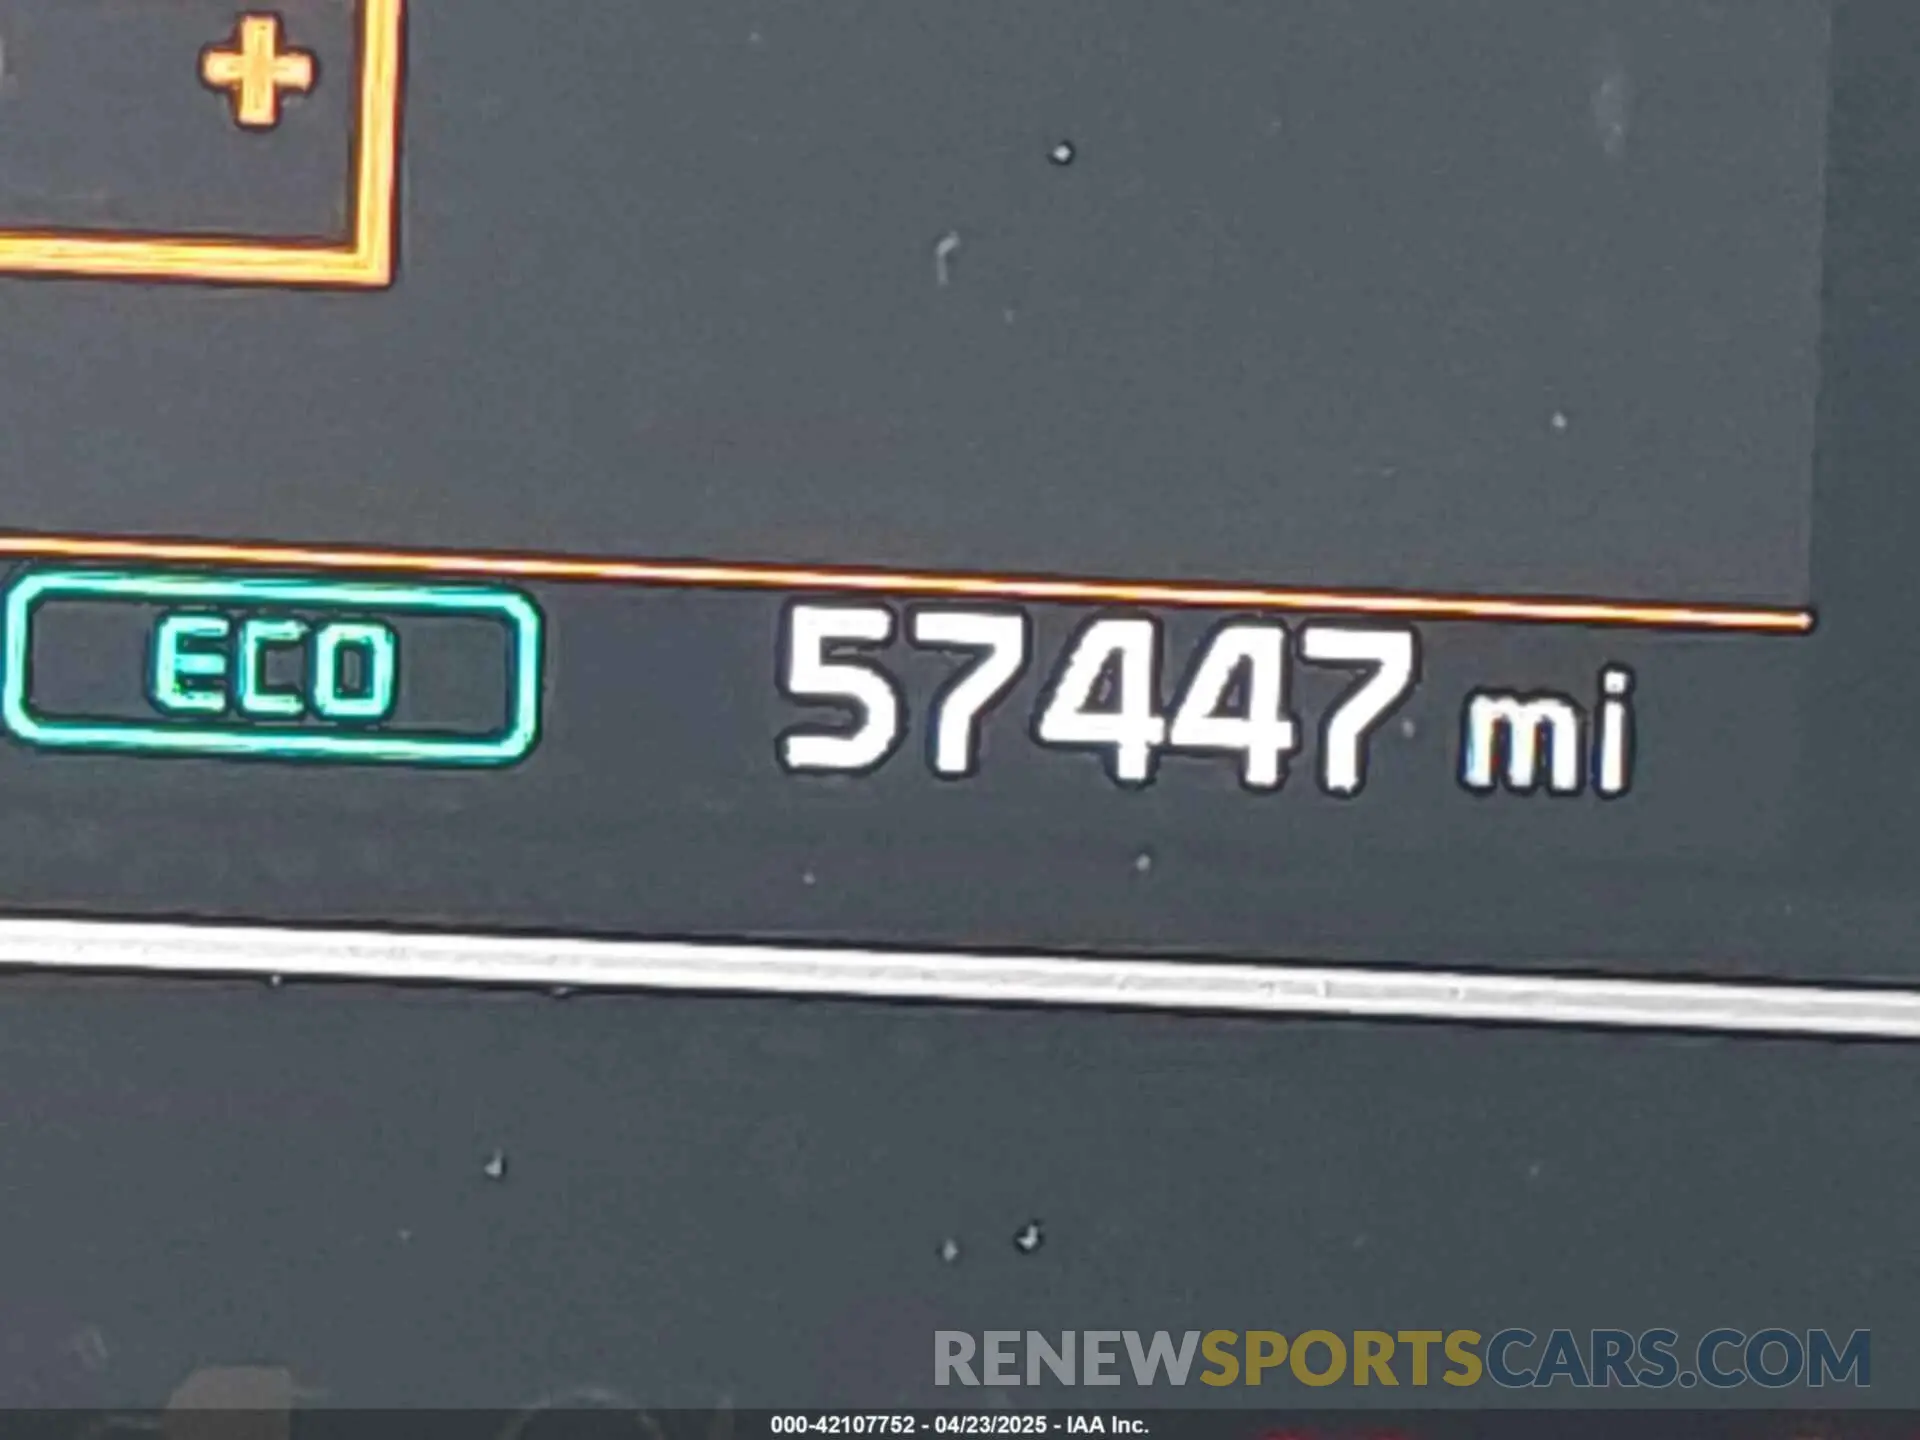 +
ECO
57447 mi
RENEWSPORTSCARS.COM
000-42107752 - 04/23/2025 - IAA Inc.